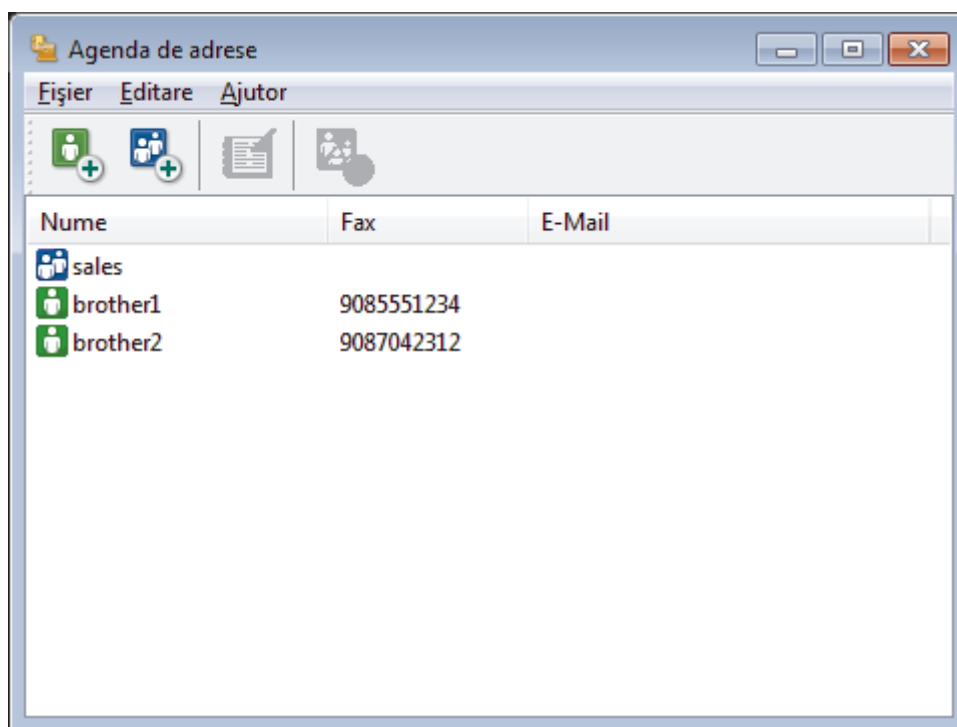 Agenda de adrese
Fişier Editare Ajutor
Nume Fax E-Mail
sales
brother1 9085551234
brother2 9087042312